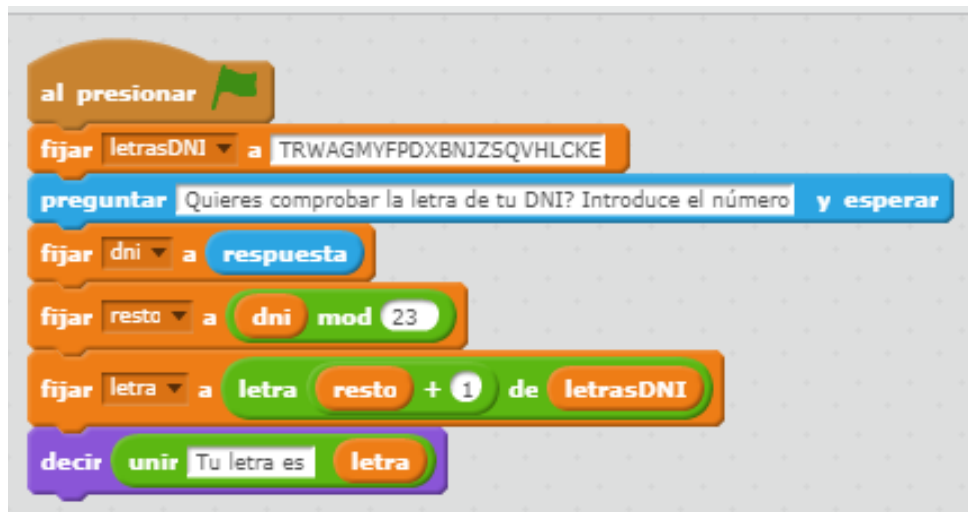 al presionar
fijar letrasDNI a TRWAGMYFPDXBNJZSQVHLCKE
preguntar Quieres comprobar la letra de tu DNI? Introduce el número y esperar
fijar dni a respuesta
fijar resto a dni mod 23
fijar letra a letra resto + 1 de letrasDNI
decir unir Tu letra es letra